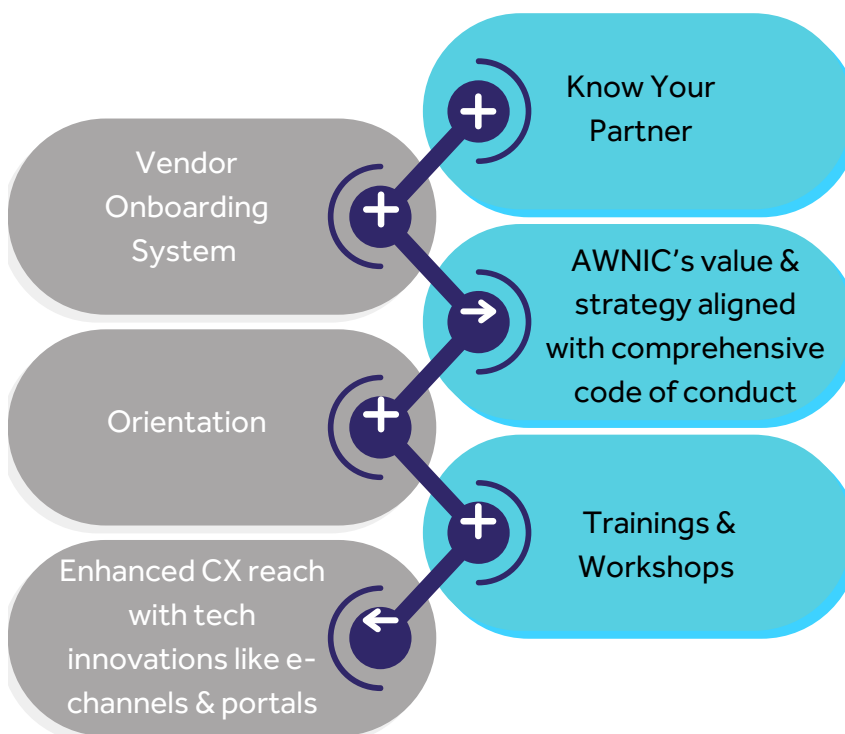 Know Your
Partner
Vendor
Onboarding
System
AWNIC’s value &
strategy aligned
with comprehensive
code of conduct
Orientation
Trainings &
Workshops
Enhanced CX reach
with tech
innovations like e-
channels & portals